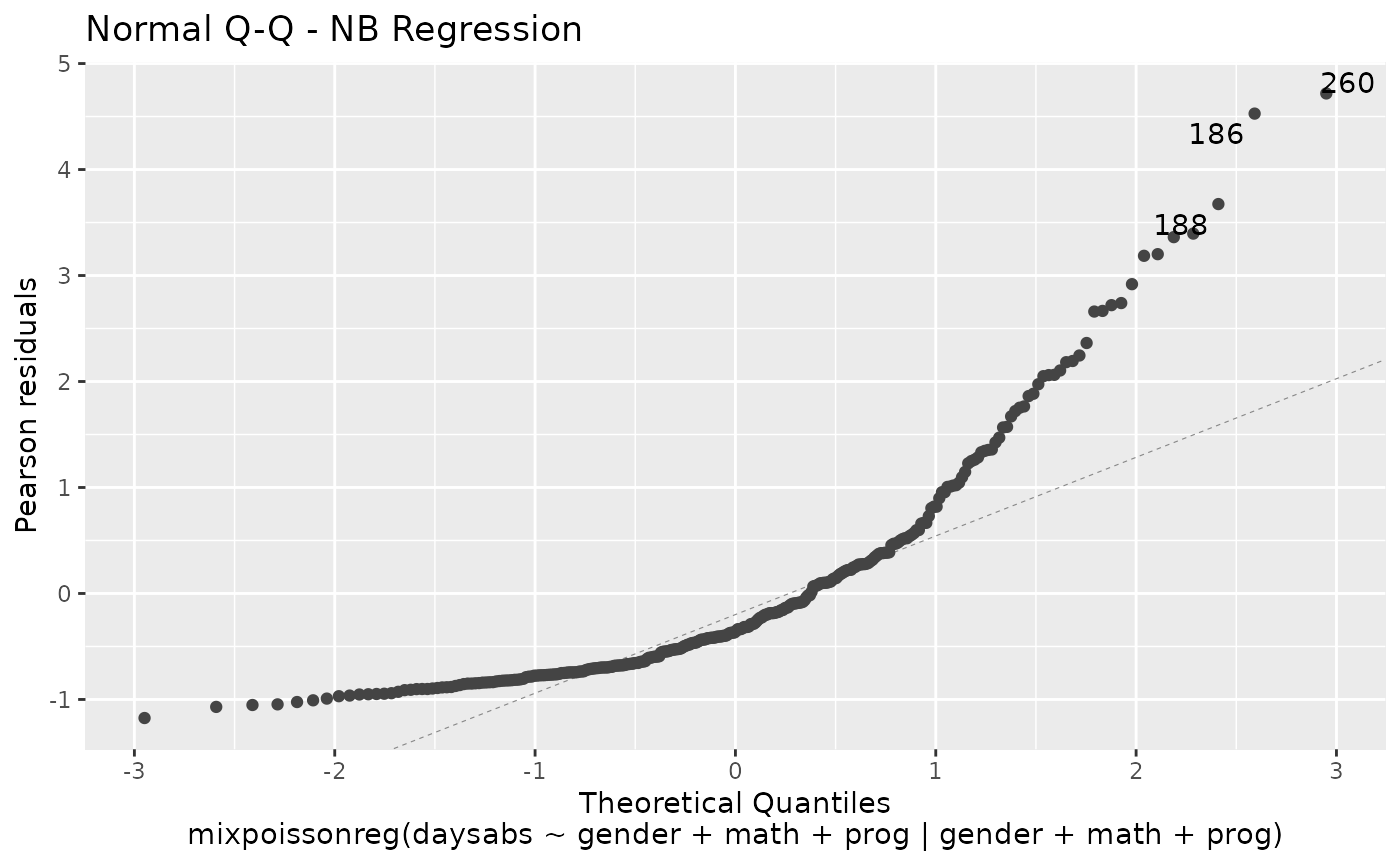 Normal Q-Q - NB Regression
5
260
186
4
188
3
2
1
0
-1
Pearson residuals
-3 -2 -1 0 1 2 3
Theoretical Quantiles
mixpoissonreg(daysabs ~ gender + math + prog | gender + math + prog)